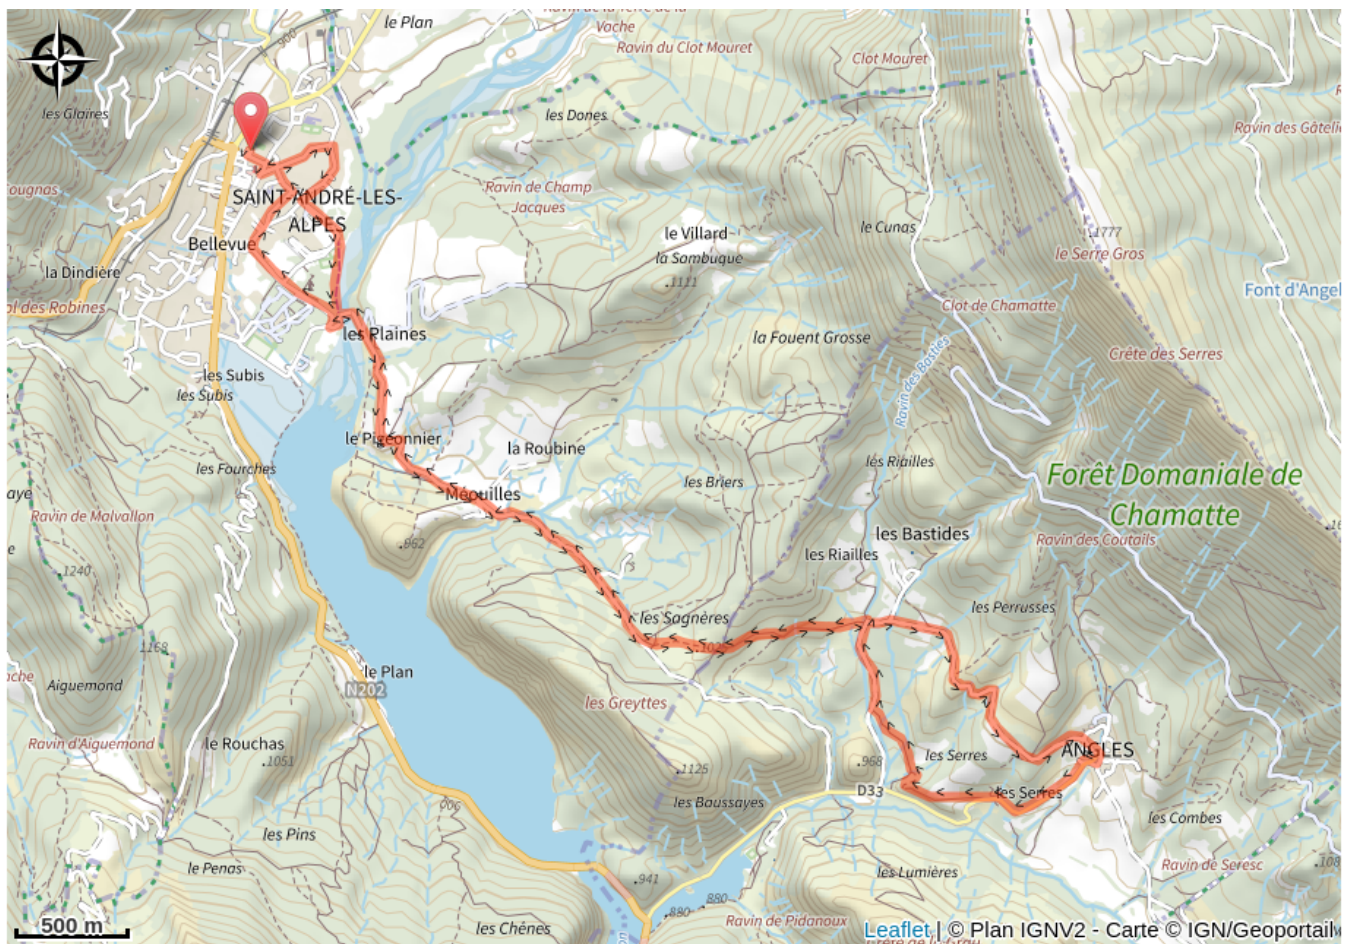 le Plan
Vache
Ravin du Clot Mouret
Clot Mouret
900
les Glaires
les Dones
ougnas
Ravin de Champ
Jacques
SAINT-ANDRÉ-LES-
ALPES
Bellevue
le Villard
la Sambuque
.1111
le Cunas
.1777
le Serre Gros
la Dindière
ol des Robines
Clot de Chamatte
Font d'Angel
les Plaines
la Fouent Grosse
Crête des Serres
Ravin des Basties
les Subis
les Subis
le Pigeonnier
la Roubine
les Fourches
les Briers
les Riailles
Forêt Domaniale de
Chamatte
Méouilles
aye
Ravin de Malvallon
.962
les Bastides
les Riailles
Ravin des Coutails
.1240
les Perrusses
1168
les Sagnères
le Plan
N202
Aiguemond
les Greyttes
Ravin d'Aiguemond
le Rouchas
.1051
ANGLES
les Serres
.968
.1125
D33
les Serres
les Baussayes
906
les Combes
les Pins
le Penas
Ravin de Seresc
les Lumières
.941
880
880
Ravin de Pidanoux
les Chênes
500 m
Leaflet | © Plan IGNV2 - Carte © IGN/Geoportail